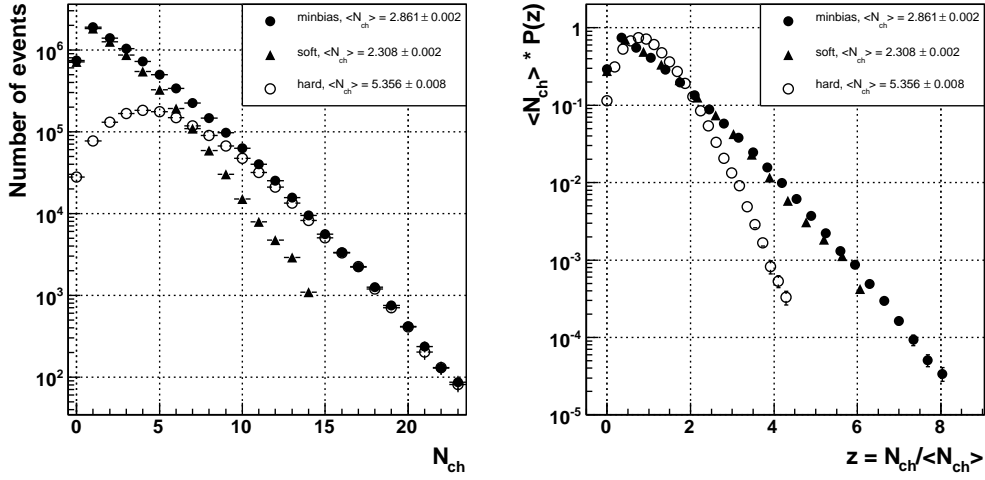 Number of events
10^6
10^5
10^4
10^3
10^2
0 5 10 15 20
N_ch
minbias, <N_ch> = 2.861 ± 0.002
soft, <N_ch> = 2.308 ± 0.002
hard, <N_ch> = 5.356 ± 0.008
<N_ch> * P(z)
1
10^-1
10^-2
10^-3
10^-4
10^-5
0 2 4 6 8
z = N_ch/<N_ch>
minbias, <N_ch> = 2.861 ± 0.002
soft, <N_ch> = 2.308 ± 0.002
hard, <N_ch> = 5.356 ± 0.008